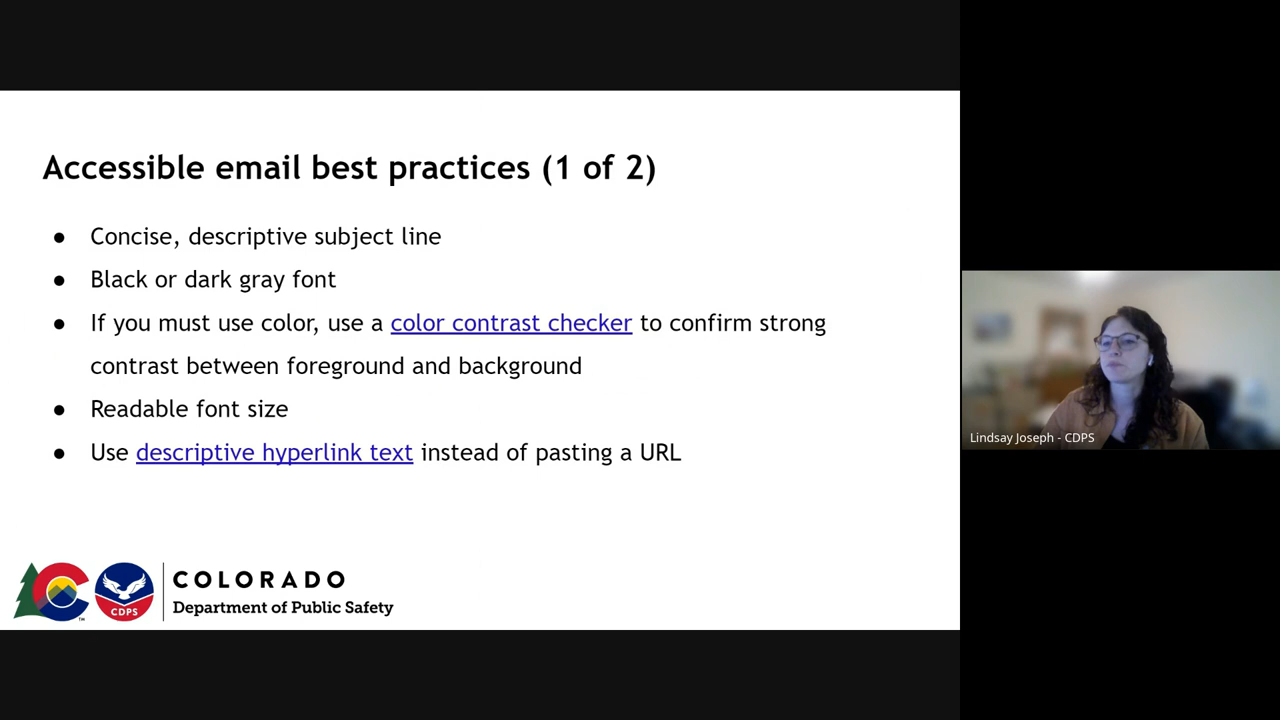 Accessible email best practices (1 of 2)
● Concise, descriptive subject line
● Black or dark gray font
● If you must use color, use a color contrast checker to confirm strong
contrast between foreground and background
● Readable font size
● Use descriptive hyperlink text instead of pasting a URL
Lindsay Joseph - CDPS
CDPS
TM
COLORADO
Department of Public Safety